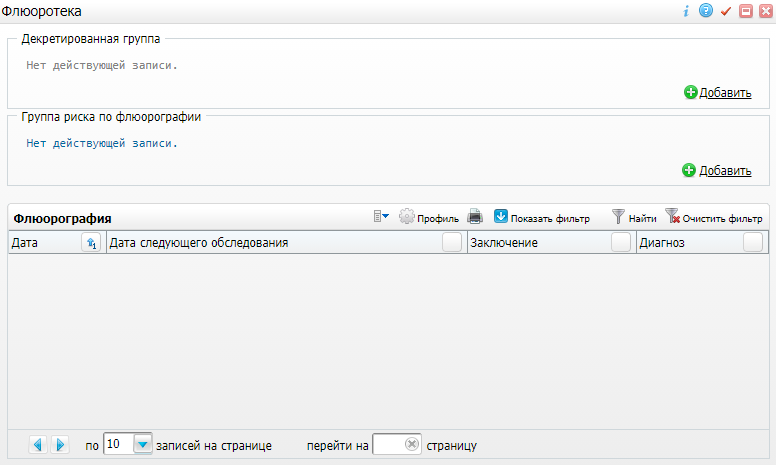 Флюоротека
Декретированная группа
Нет действующей записи.
Добавить
Группа риска по флюорографии
Нет действующей записи.
Добавить
Флюорография Профиль Показать фильтр Найти Очистить фильтр
Дата 1 Дата следующего обследования Заключение Диагноз
по 10 записей на странице перейти на страницу